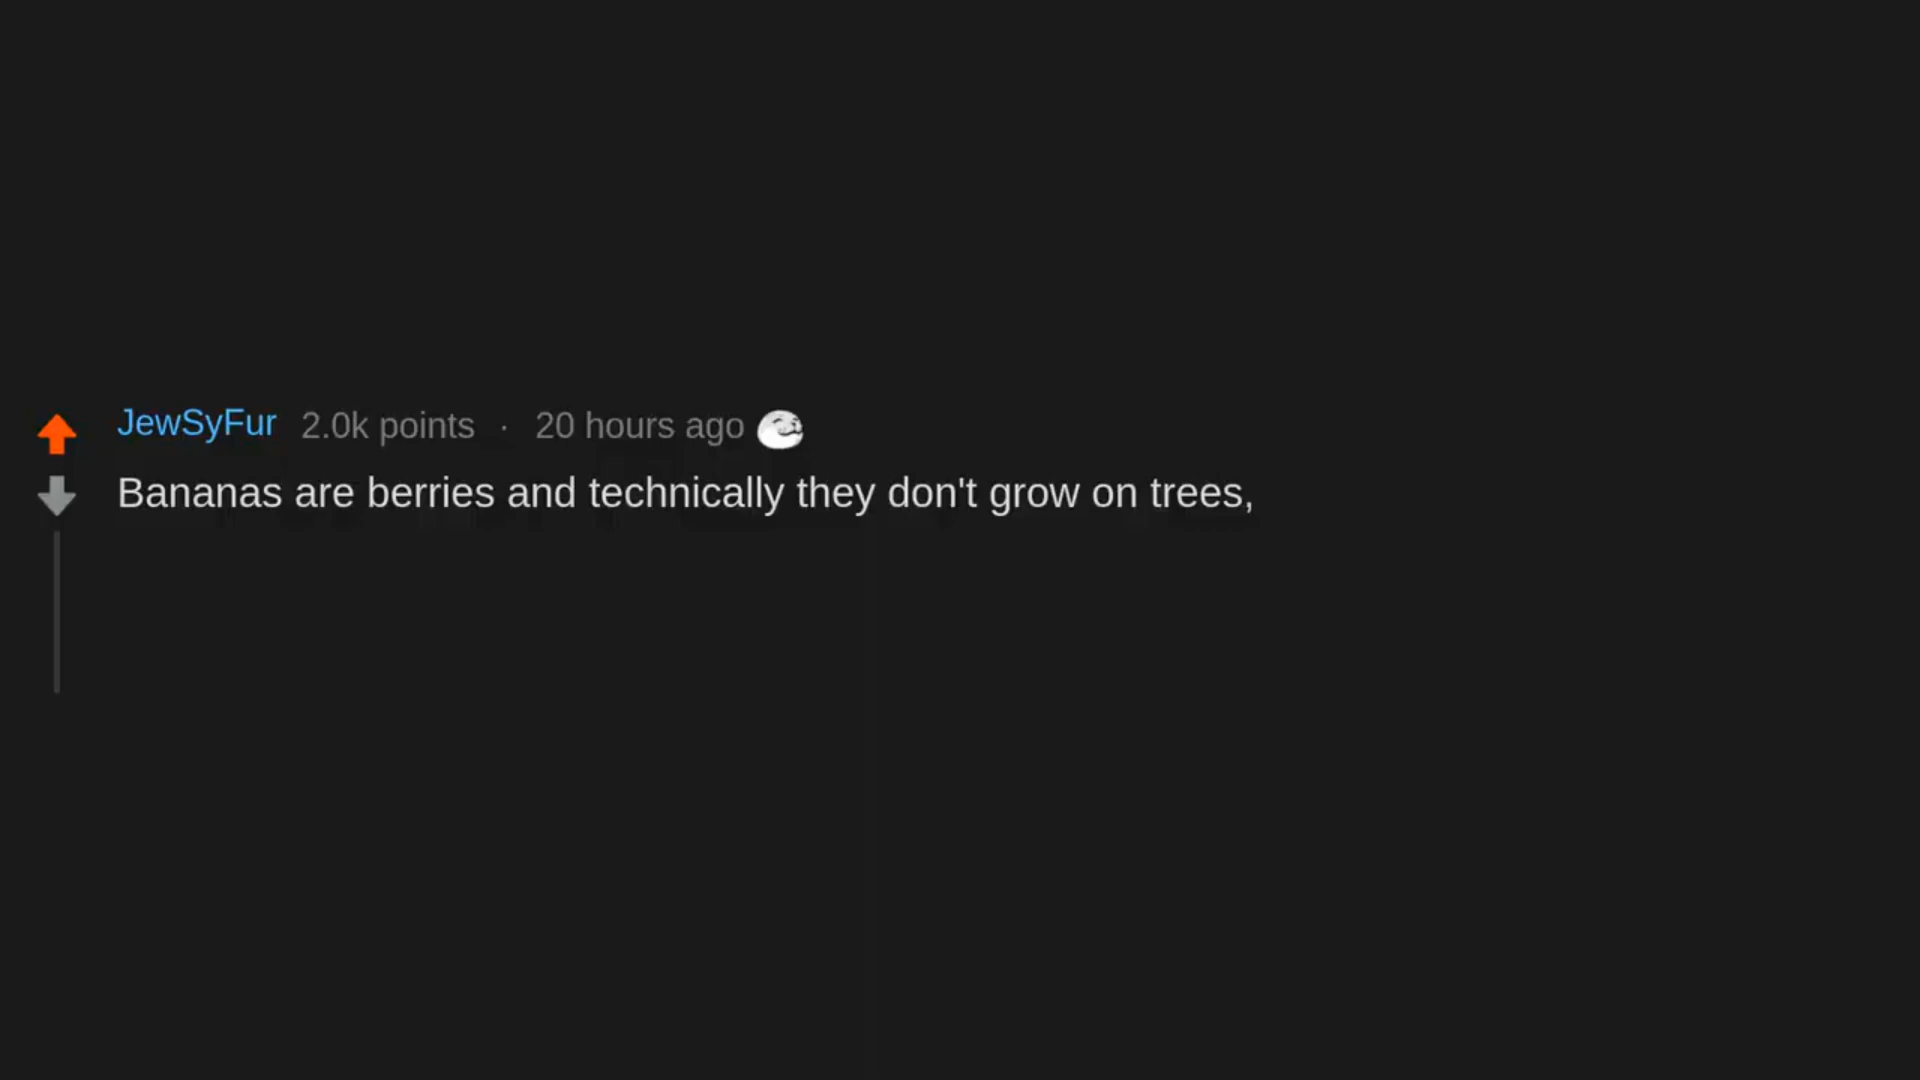 JewSyFur 2.0k points · 20 hours ago
Bananas are berries and technically they don't grow on trees,